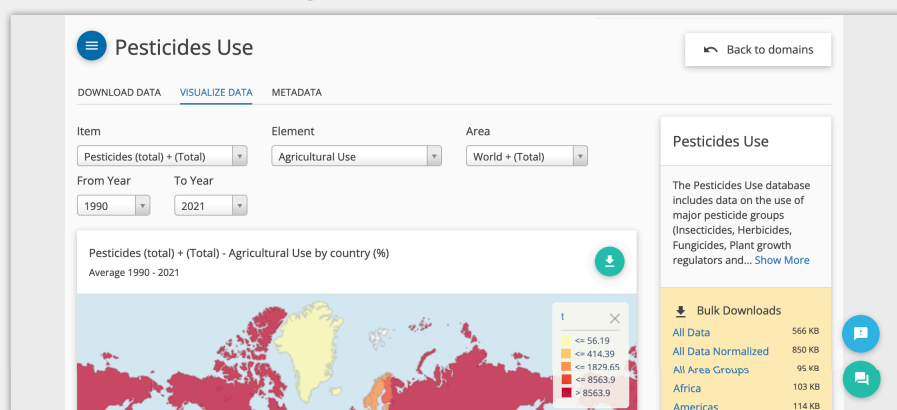 Pesticides Use
Back to domains
DOWNLOAD DATA VISUALIZE DATA METADATA
Item Element Area
Pesticides (total) + (Total) Agricultural Use World + (Total)
From Year To Year
1990 2021
Pesticides (total) + (Total) - Agricultural Use by country (%)
Average 1990 - 2021
t
<= 56.19
<= 414.39
<= 1829.65
<= 8563.9
> 8563.9
Pesticides Use
The Pesticides Use database
includes data on the use of
major pesticide groups
(Insecticides, Herbicides,
Fungicides, Plant growth
regulators and... Show More
Bulk Downloads
All Data 566 KB
All Data Normalized 850 KB
All Area Groups 95 KB
Africa 103 KB
Americas 114 KB